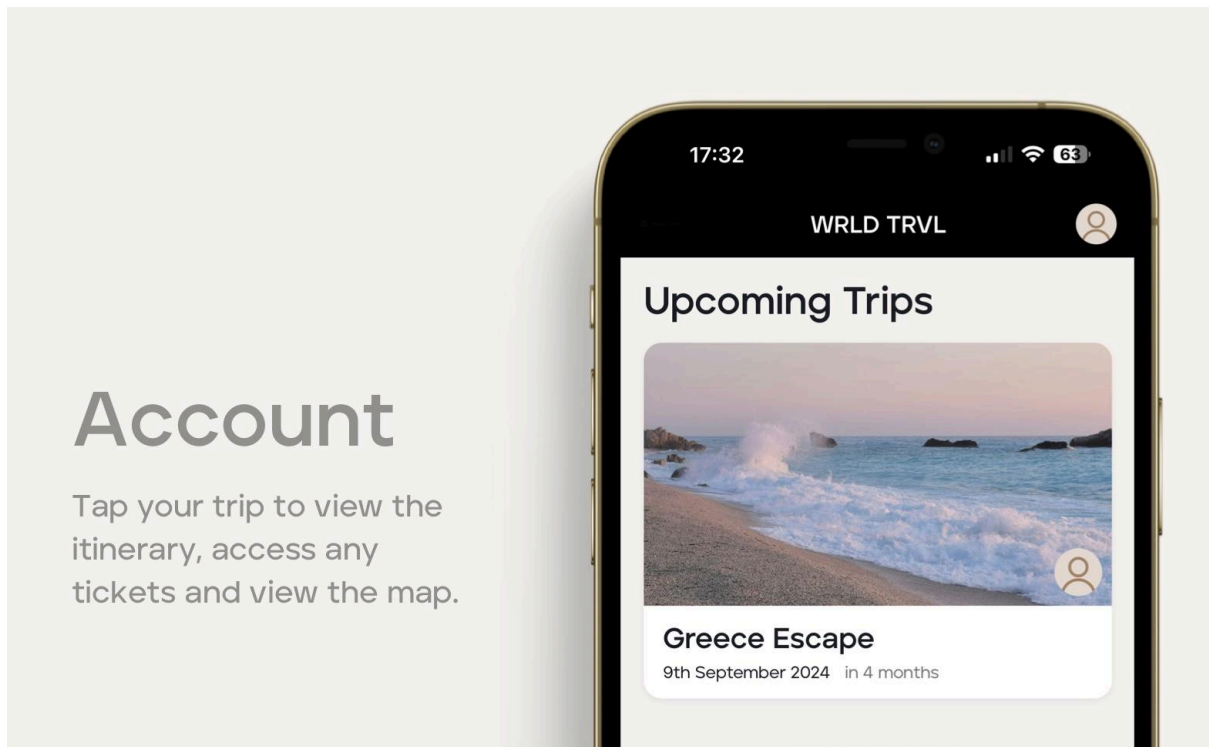 Account
Tap your trip to view the
itinerary, access any
tickets and view the map.
17:32
63
WRLD TRVL
Upcoming Trips
Greece Escape
9th September 2024 in 4 months